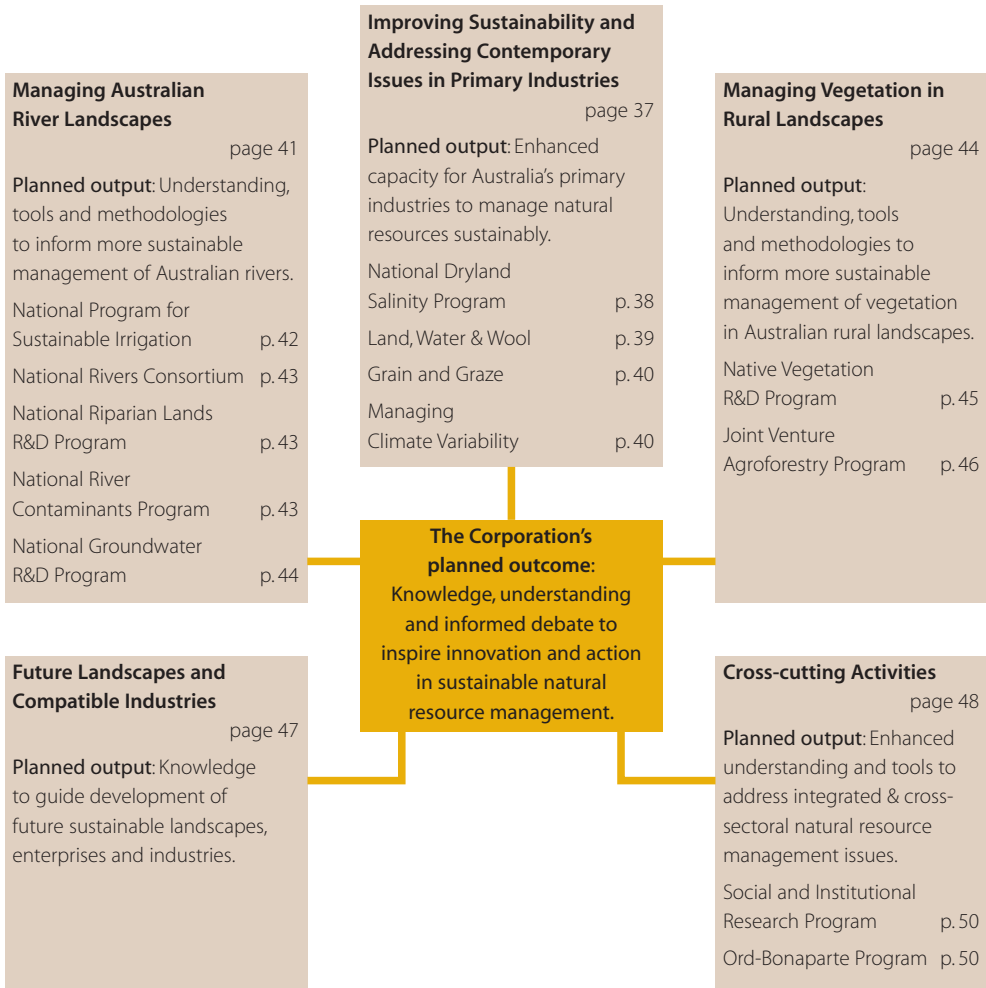 Improving Sustainability and
Addressing Contemporary
Issues in Primary Industries
page 37
Planned output: Enhanced
capacity for Australia's primary
industries to manage natural
resources sustainably.
National Dryland
Salinity Program p. 38
Land, Water & Wool p. 39
Grain and Graze p. 40
Managing
Climate Variability p. 40
Managing Australian
River Landscapes
page 41
Planned output: Understanding,
tools and methodologies
to inform more sustainable
management of Australian rivers.
National Program for
Sustainable Irrigation p. 42
National Rivers Consortium p. 43
National Riparian Lands
R&D Program p. 43
National River
Contaminants Program p. 43
National Groundwater
R&D Program p. 44
Managing Vegetation in
Rural Landscapes
page 44
Planned output:
Understanding, tools
and methodologies to
inform more sustainable
management of vegetation
in Australian rural landscapes.
Native Vegetation
R&D Program p. 45
Joint Venture
Agroforestry Program p. 46
The Corporation's
planned outcome:
Knowledge, understanding
and informed debate to
inspire innovation and action
in sustainable natural
resource management.
Future Landscapes and
Compatible Industries
page 47
Planned output: Knowledge
to guide development of
future sustainable landscapes,
enterprises and industries.
Cross-cutting Activities
page 48
Planned output: Enhanced
understanding and tools to
address integrated & cross-
sectoral natural resource
management issues.
Social and Institutional
Research Program p. 50
Ord-Bonaparte Program p. 50